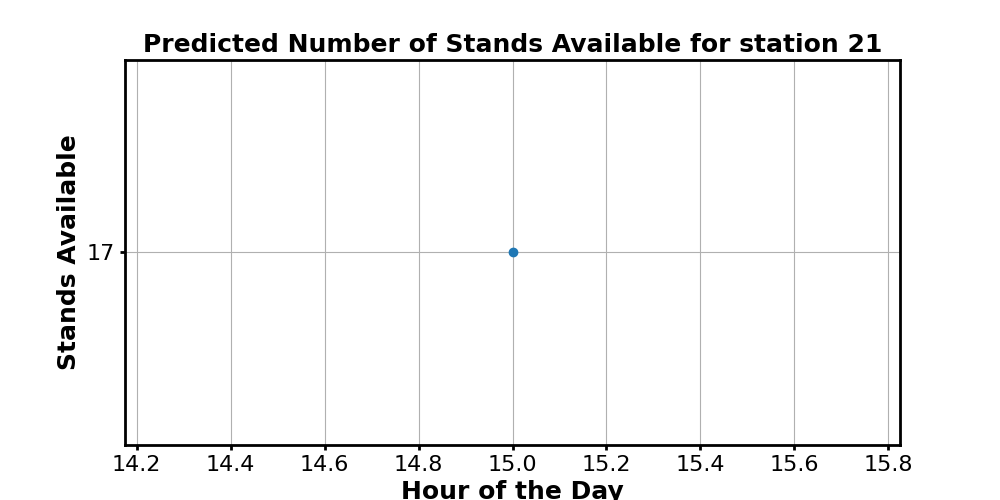 Predicted Number of Stands Available for station 21
Stands Available
17
14.2 14.4 14.6 14.8 15.0 15.2 15.4 15.6 15.8
Hour of the Day